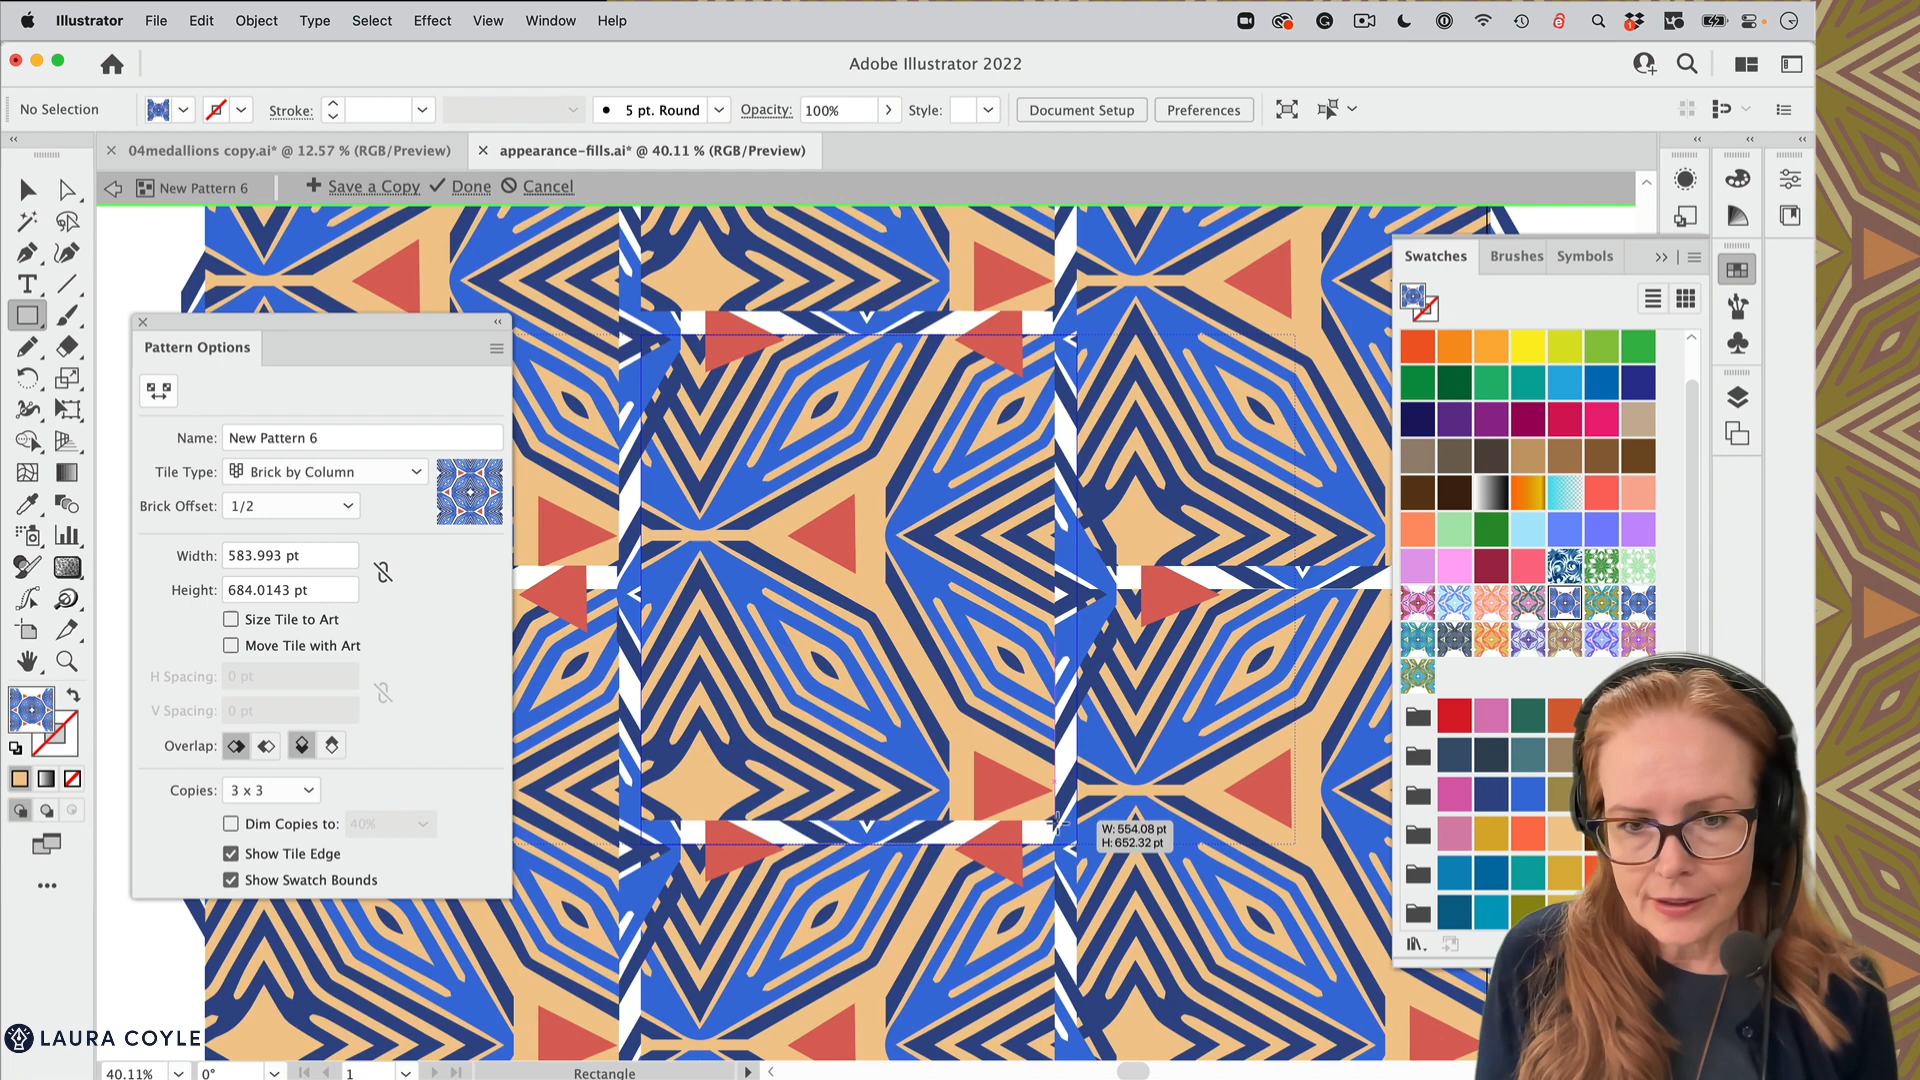 Illustrator File Edit Object Type Select Effect View Window Help
Adobe Illustrator 2022
No Selection Stroke: 5 pt. Round Opacity: 100% Style: Document Setup Preferences
04medallions copy.ai* @ 12.57 % (RGB/Preview) appearance-fills.ai* @ 40.11 % (RGB/Preview)
New Pattern 6 Save a Copy Done Cancel
Swatches Brushes Symbols
Pattern Options
Name: New Pattern 6
Tile Type: Brick by Column
Brick Offset: 1/2
Width: 583.993 pt
Height: 684.0143 pt
Size Tile to Art
Move Tile with Art
H Spacing: 0 pt
V Spacing: 0 pt
Overlap:
Copies: 3 x 3
Dim Copies to: 40%
Show Tile Edge
Show Swatch Bounds
W: 554.08 pt
H: 652.32 pt
LAURA COYLE
40.11% 0° 1 Rectangle